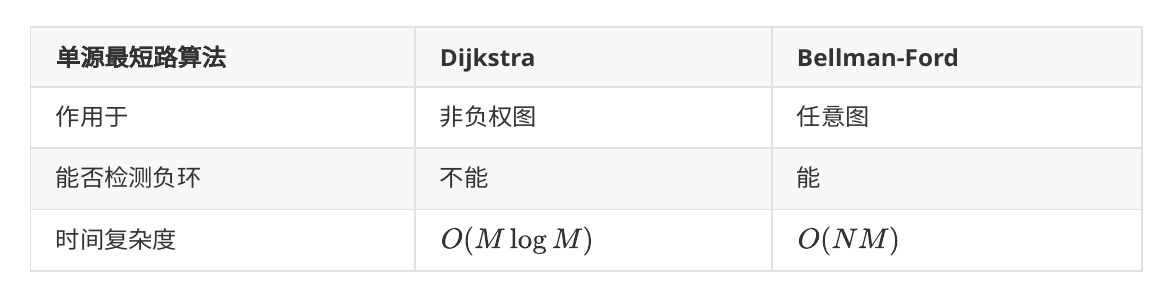 单源最短路算法 Dijkstra Bellman-Ford
作用于 非负权图 任意图
能否检测负环 不能 能
时间复杂度 O(M log M) O(NM)